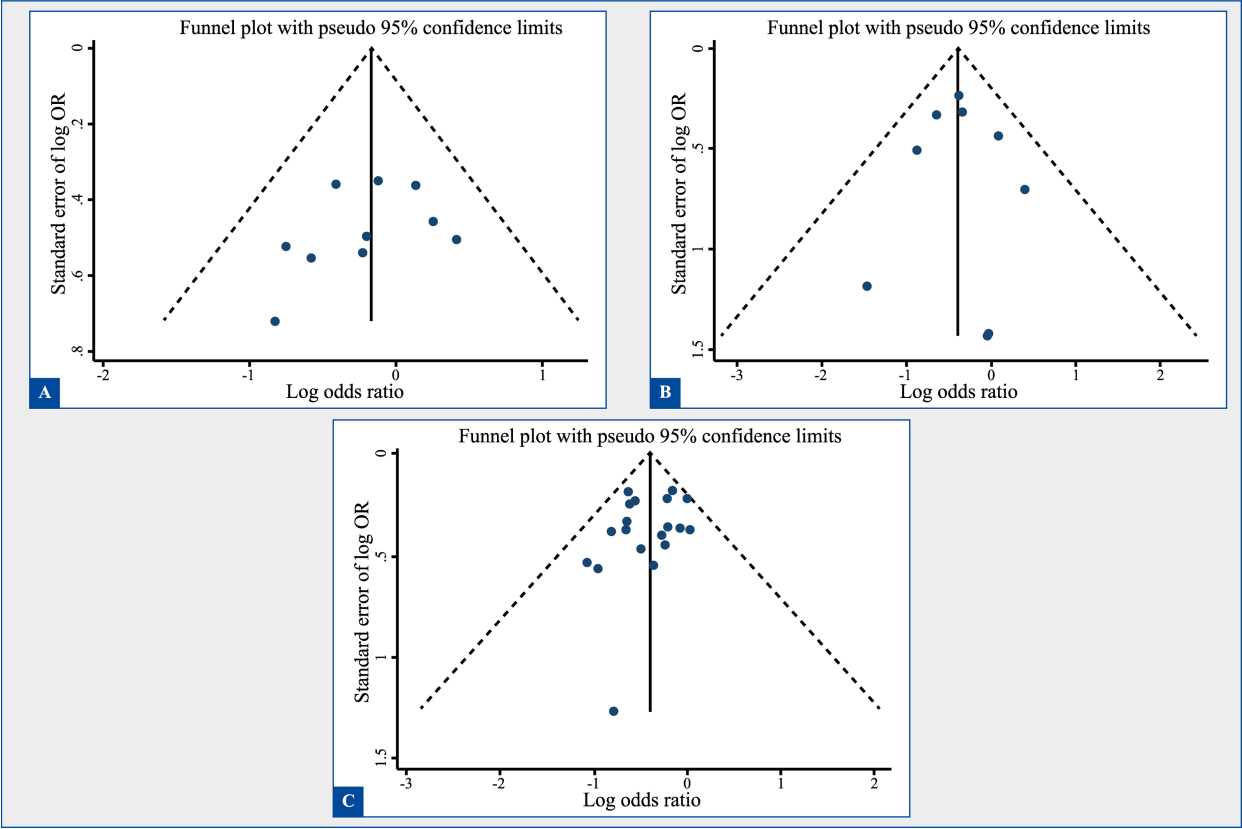 Funnel plot with pseudo 95% confidence limits
Standard error of log OR
0
.2
.4
.6
.8
-2
-1
0
1
Log odds ratio
A
Funnel plot with pseudo 95% confidence limits
Standard error of log OR
0
.5
1
1.5
-3
-2
-1
0
1
2
Log odds ratio
B
Funnel plot with pseudo 95% confidence limits
Standard error of log OR
0
.5
1
1.5
-3
-2
-1
0
1
2
Log odds ratio
C